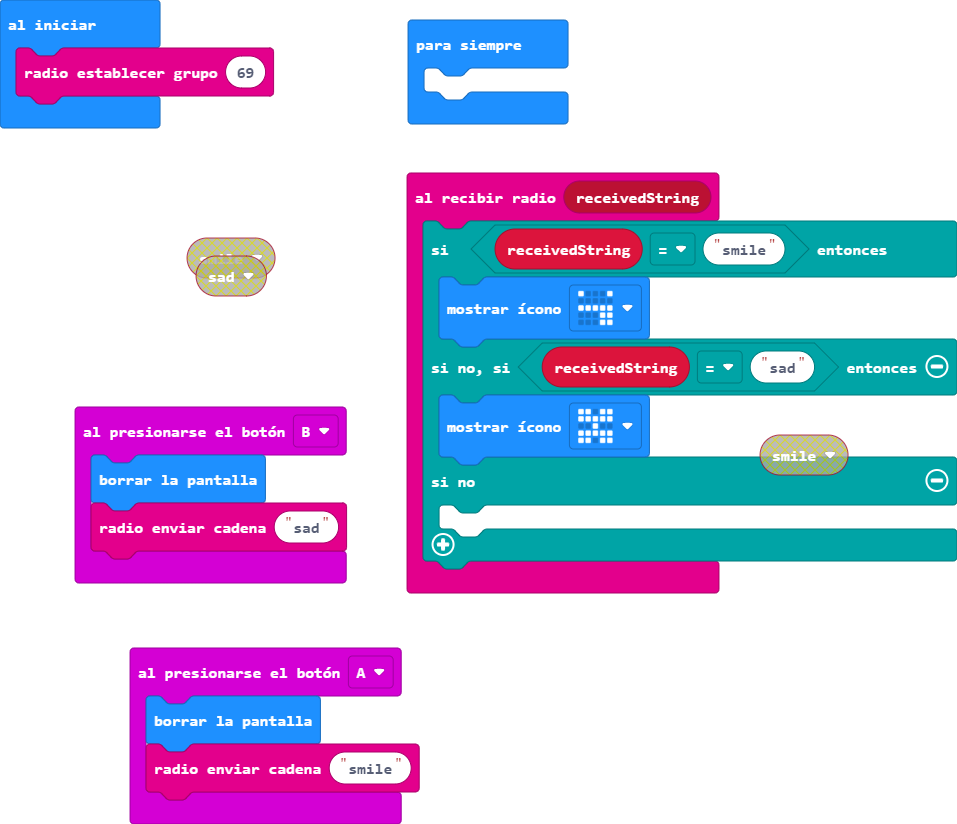 al iniciar
radio establecer grupo 69
para siempre
al recibir radio receivedString
si receivedString = "smile" entonces
mostrar ícono
si no, si receivedString = "sad" entonces
mostrar ícono
si no
sad
smile
al presionarse el botón B
borrar la pantalla
radio enviar cadena "sad"
al presionarse el botón A
borrar la pantalla
radio enviar cadena "smile"